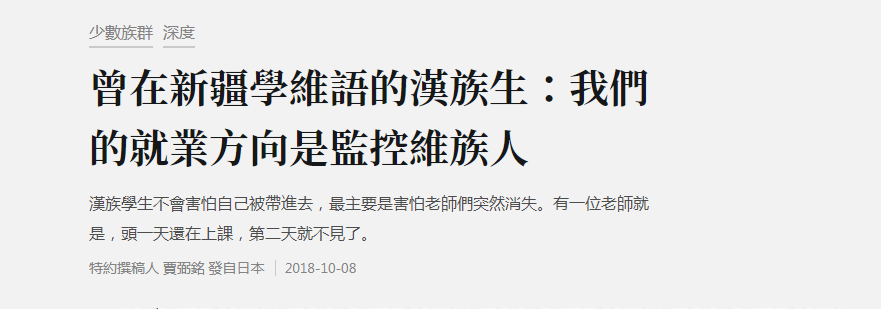 少數族群 深度
曾在新疆學維語的漢族生：我們
的就業方向是監控維族人
漢族學生不會害怕自己被帶進去，最主要是害怕老師們突然消失。有一位老師就
是，頭一天還在上課，第二天就不見了。
特約撰稿人 賈弼銘 發自日本 2018-10-08